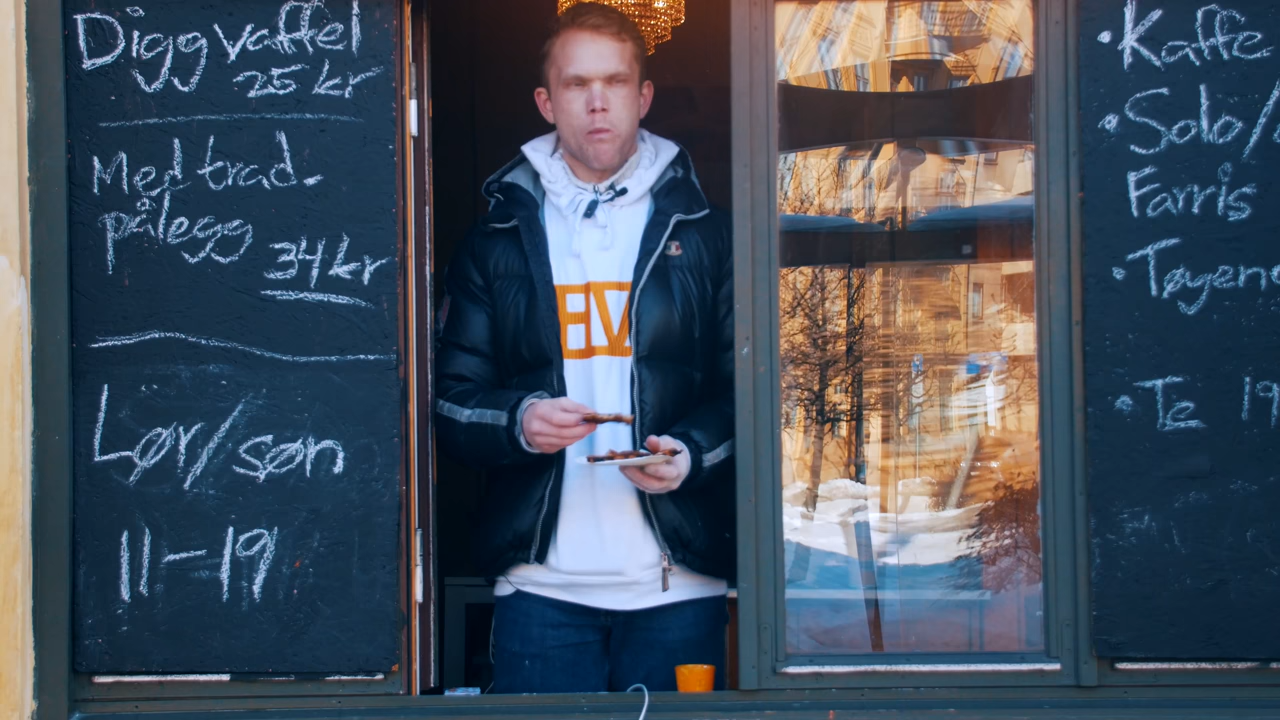 Digg vaffel
25 kr
Med trad.
pålegg
34 kr
Lør/søn
11-19
EV
• Kaffe
• Solo/
Farris
• Tøyen
• Te 19